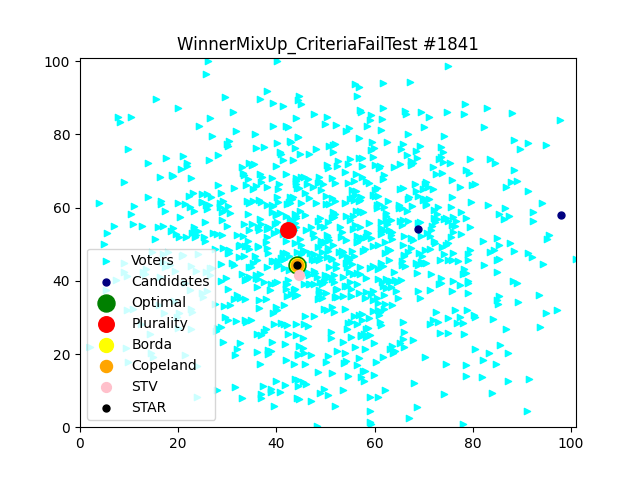 WinnerMixUp_CriteriaFailTest #1841
100
80
60
40
20
0
Voters
Candidates
Optimal
Plurality
Borda
Copeland
STV
STAR
0 20 40 60 80 100